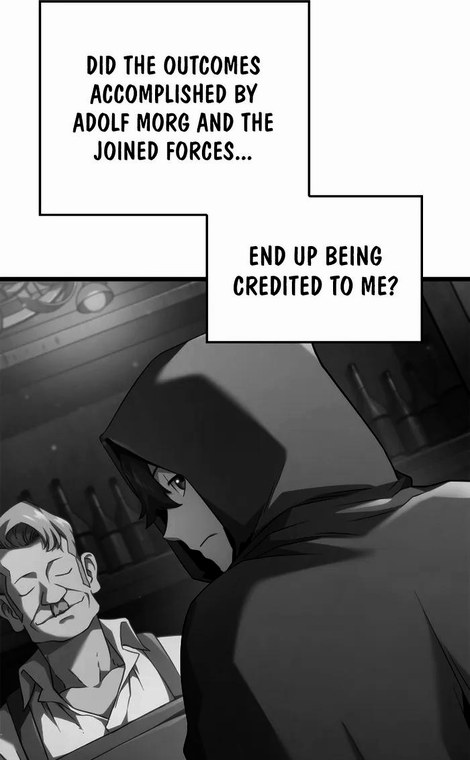 DID THE OUTCOMES
ACCOMPLISHED BY
ADOLF MORG AND THE
JOINED FORCES...
END UP BEING
CREDITED TO ME?